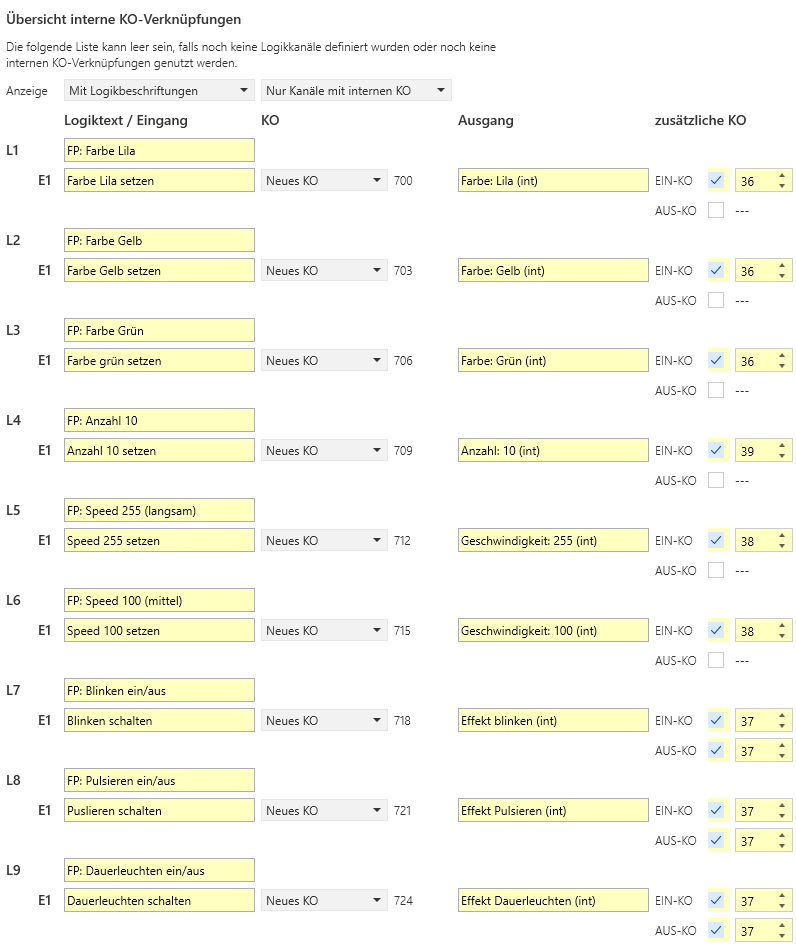 Übersicht interne KO-Verknüpfungen
Die folgende Liste kann leer sein, falls noch keine Logikkanäle definiert wurden oder noch keine
internen KO-Verknüpfungen genutzt werden.
Anzeige Mit Logikbeschriftungen Nur Kanäle mit internen KO
Logiktext / Eingang KO Ausgang zusätzliche KO
L1 FP: Farbe Lila
E1 Farbe Lila setzen Neues KO 700 Farbe: Lila (int) EIN-KO 36
AUS-KO ---
L2 FP: Farbe Gelb
E1 Farbe Gelb setzen Neues KO 703 Farbe: Gelb (int) EIN-KO 36
AUS-KO ---
L3 FP: Farbe Grün
E1 Farbe grün setzen Neues KO 706 Farbe: Grün (int) EIN-KO 36
AUS-KO ---
L4 FP: Anzahl 10
E1 Anzahl 10 setzen Neues KO 709 Anzahl: 10 (int) EIN-KO 39
AUS-KO ---
L5 FP: Speed 255 (langsam)
E1 Speed 255 setzen Neues KO 712 Geschwindigkeit: 255 (int) EIN-KO 38
AUS-KO ---
L6 FP: Speed 100 (mittel)
E1 Speed 100 setzen Neues KO 715 Geschwindigkeit: 100 (int) EIN-KO 38
AUS-KO ---
L7 FP: Blinken ein/aus
E1 Blinken schalten Neues KO 718 Effekt blinken (int) EIN-KO 37
AUS-KO 37
L8 FP: Pulsieren ein/aus
E1 Puslieren schalten Neues KO 721 Effekt Pulsieren (int) EIN-KO 37
AUS-KO 37
L9 FP: Dauerleuchten ein/aus
E1 Dauerleuchten schalten Neues KO 724 Effekt Dauerleuchten (int) EIN-KO 37
AUS-KO 37